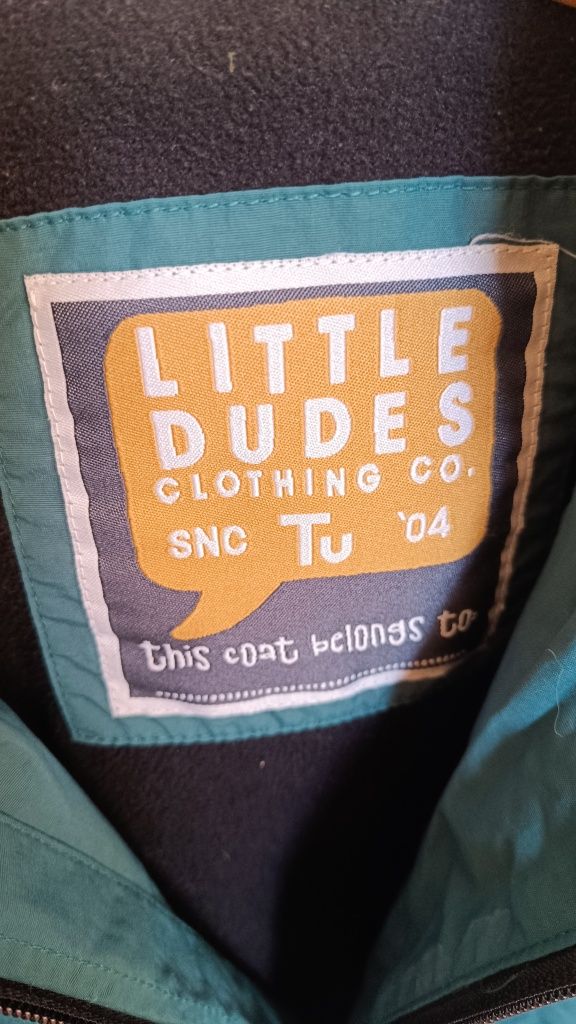 LITTLE
DUDES
CLOTHING CO.
SNC Tu '04
this coat belongs to